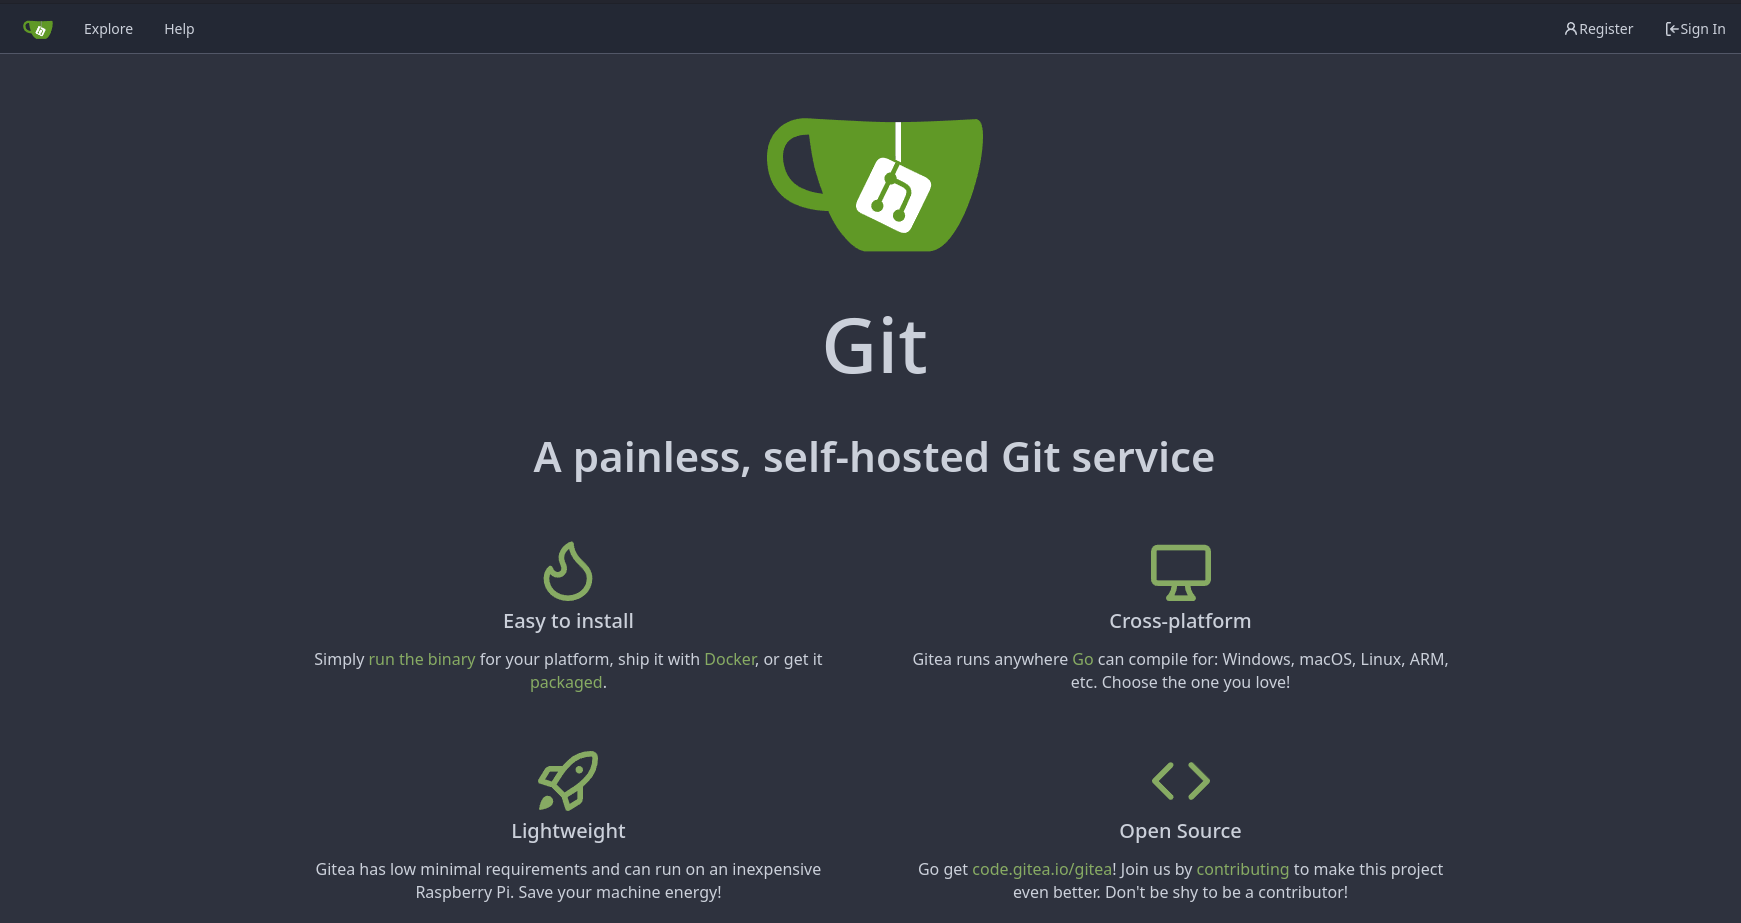 Explore
Help
Register
Sign In
Git
A painless, self-hosted Git service
Easy to install
Simply run the binary for your platform, ship it with Docker, or get it
packaged.
Cross-platform
Gitea runs anywhere Go can compile for: Windows, macOS, Linux, ARM,
etc. Choose the one you love!
Lightweight
Gitea has low minimal requirements and can run on an inexpensive
Raspberry Pi. Save your machine energy!
Open Source
Go get code.gitea.io/gitea! Join us by contributing to make this project
even better. Don't be shy to be a contributor!